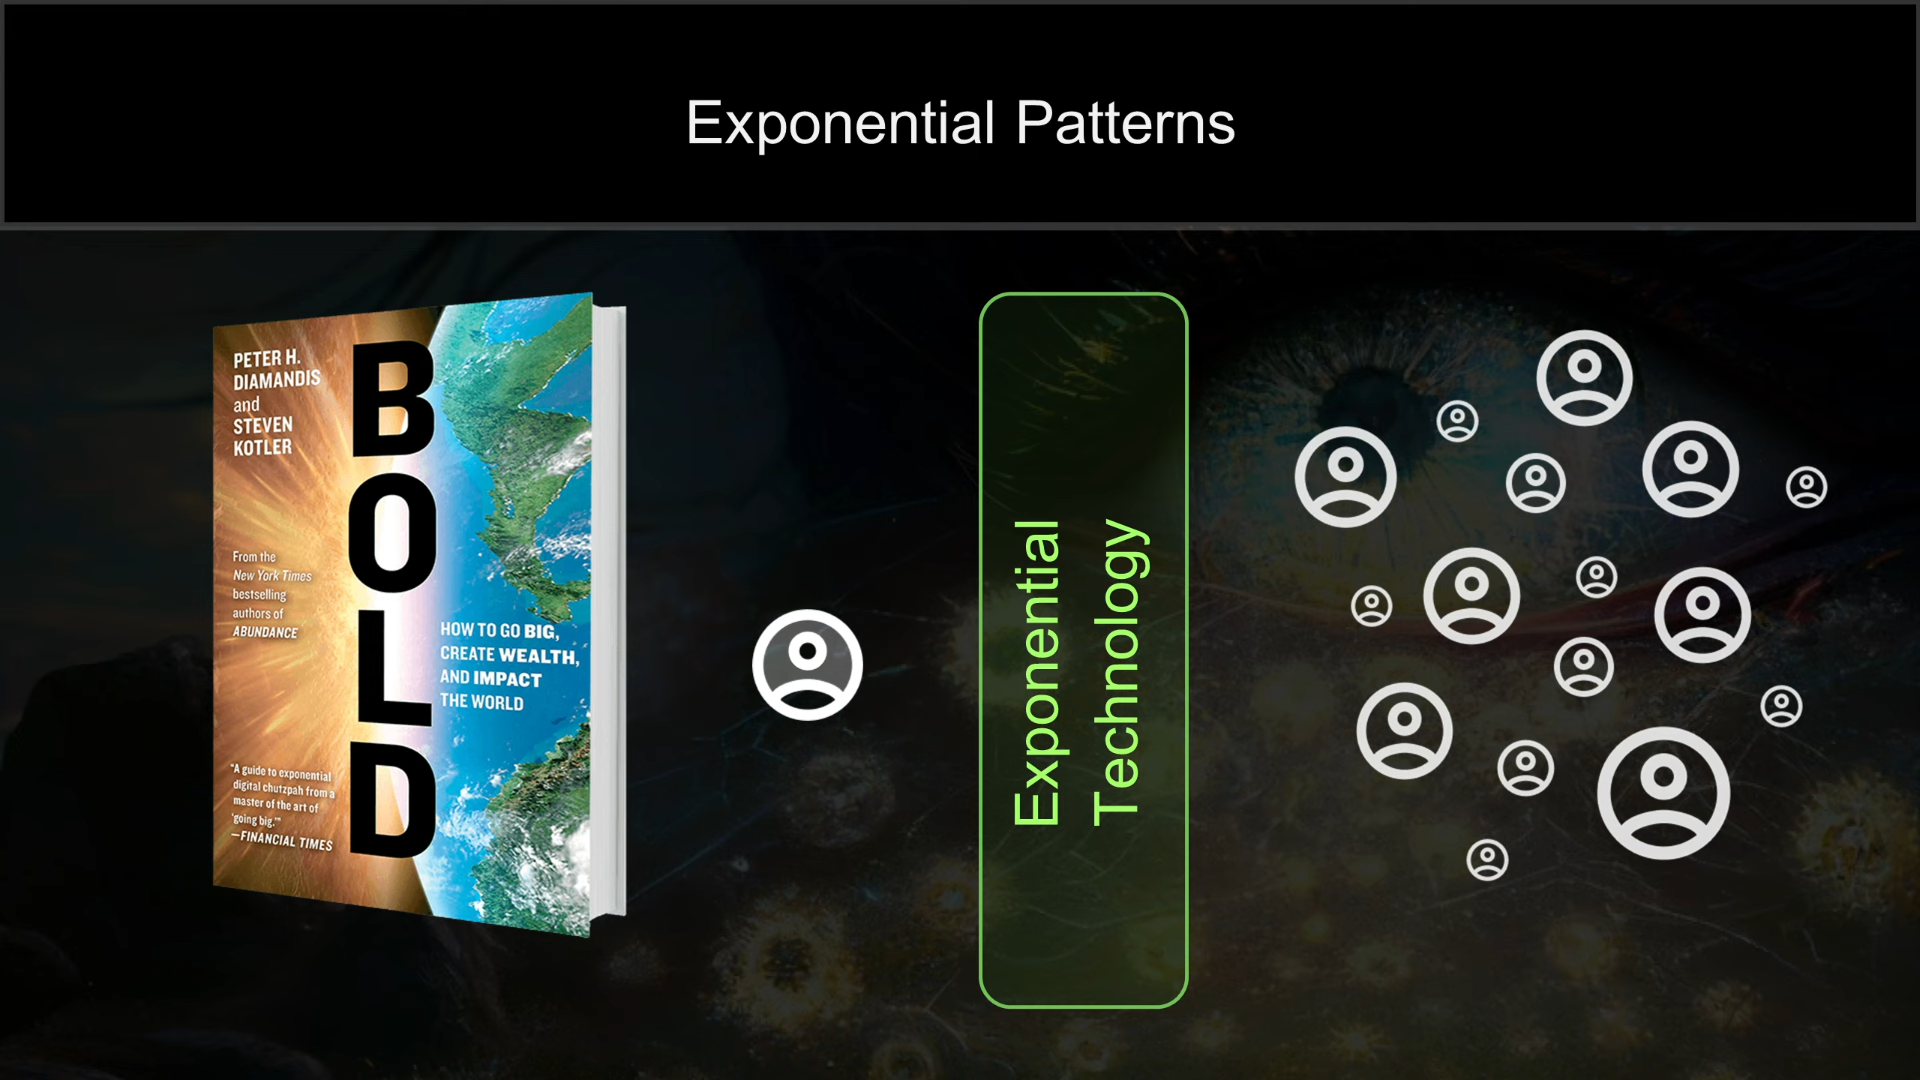 Exponential Patterns
PETER H.
DIAMANDIS
and
STEVEN
KOTLER
BOLD
From the
New York Times
bestselling
authors of
ABUNDANCE
HOW TO GO BIG,
CREATE WEALTH,
AND IMPACT
THE WORLD
"A guide to exponential
digital chutzpah from a
master of the art of
'going big.'"
—FINANCIAL TIMES
Exponential
Technology